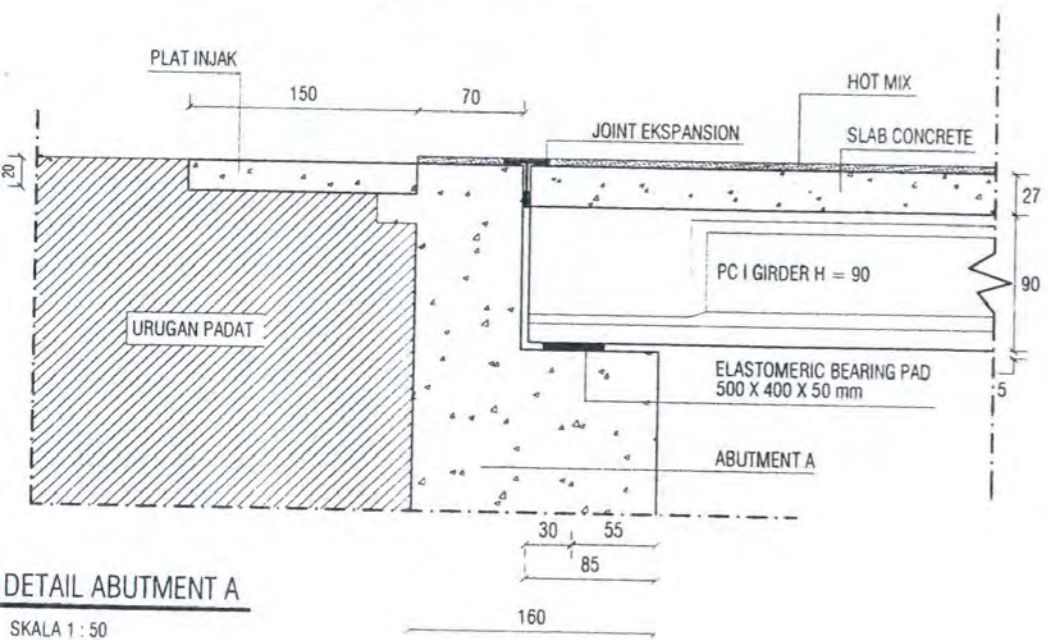 PLAT INJAK
150
70
HOT MIX
JOINT EKSPANSION
SLAB CONCRETE
20
27
PC I GIRDER H = 90
90
URUGAN PADAT
ELASTOMERIC BEARING PAD
500 X 400 X 50 mm
5
ABUTMENT A
30
55
85
DETAIL ABUTMENT A
160
SKALA 1 : 50